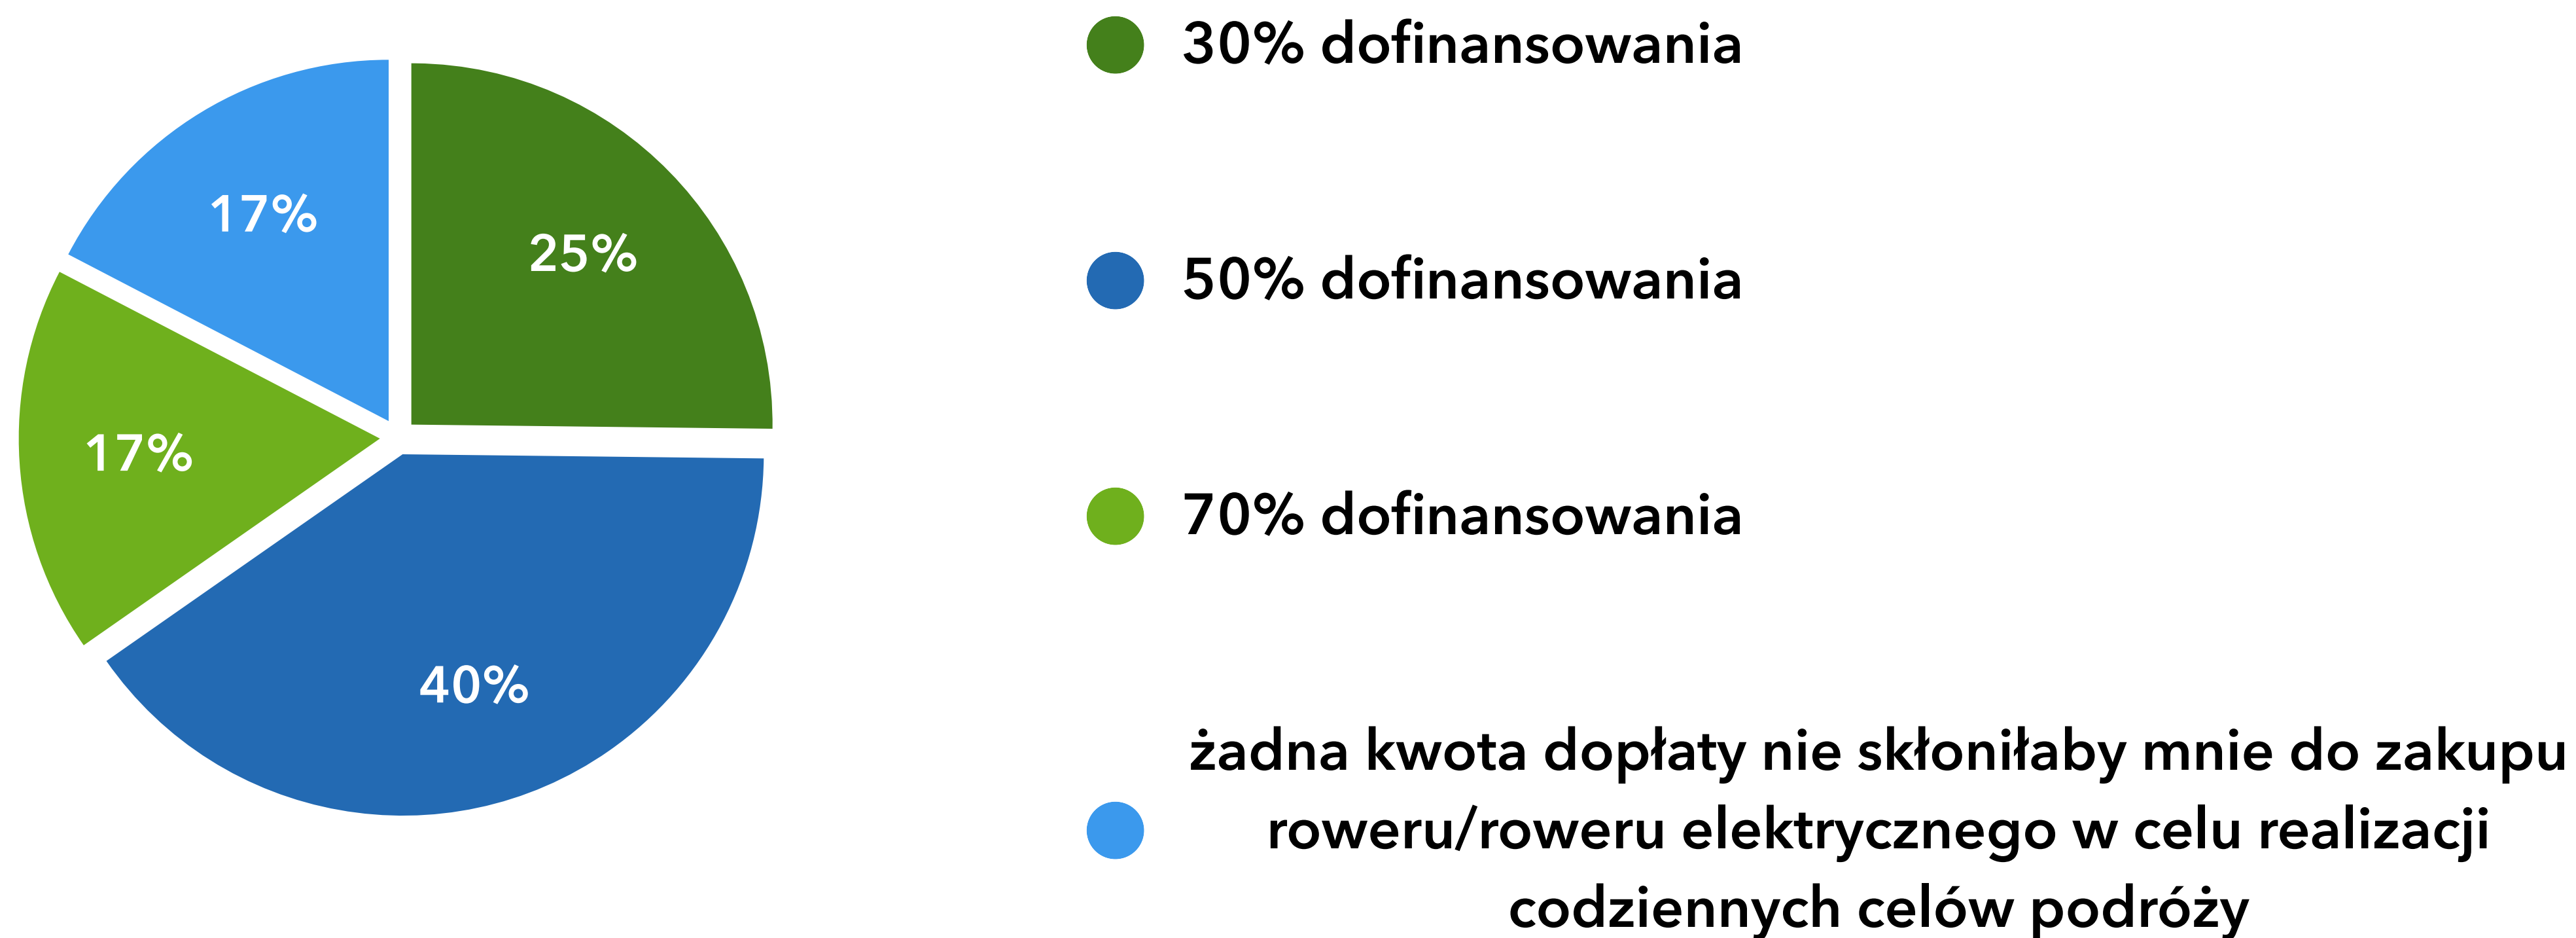 17%
25%
17%
40%
30% dofinansowania
50% dofinansowania
70% dofinansowania
żadna kwota dopłaty nie skłoniłaby mnie do zakupu
roweru/roweru elektrycznego w celu realizacji
codziennych celów podróży